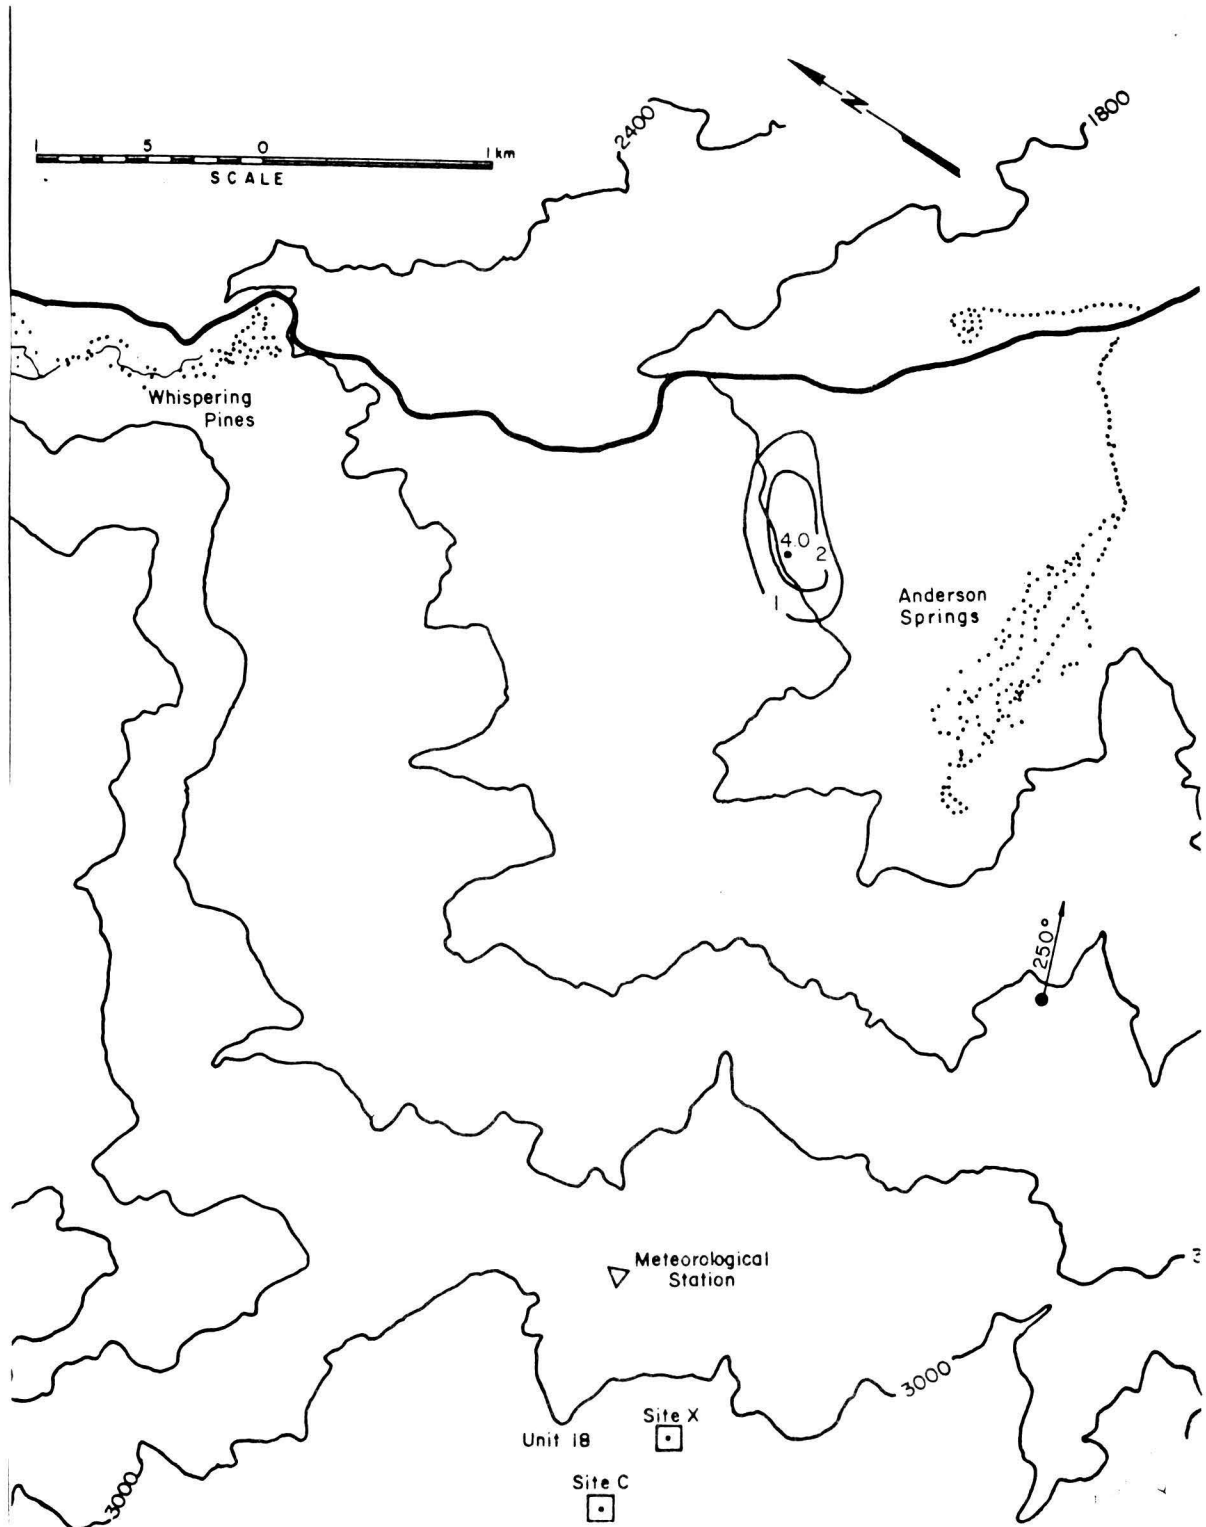 1800
2400
N
1 5 0 1 km
SCALE
Whispering
Pines
4.0
2
1
Anderson
Springs
250°
Meteorological
Station
3
3000
Site X
Unit 18
Site C
3000